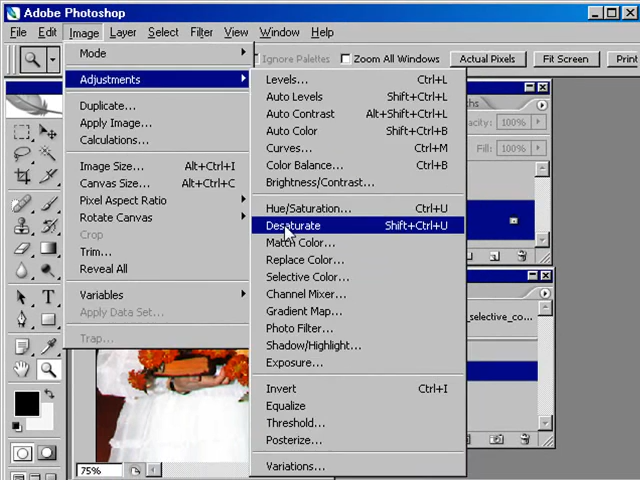 Adobe Photoshop
File Edit Image Layer Select Filter View Window Help
Ignore Palettes Zoom All Windows Actual Pixels Fit Screen Print
Mode
Adjustments
Duplicate...
Apply Image...
Calculations...
Image Size... Alt+Ctrl+I
Canvas Size... Alt+Ctrl+C
Pixel Aspect Ratio
Rotate Canvas
Crop
Trim...
Reveal All
Variables
Apply Data Set...
Trap...
Levels... Ctrl+L
Auto Levels Shift+Ctrl+L
Auto Contrast Alt+Shift+Ctrl+L
Auto Color Shift+Ctrl+B
Curves... Ctrl+M
Color Balance... Ctrl+B
Brightness/Contrast...
Hue/Saturation... Ctrl+U
Desaturate Shift+Ctrl+U
Match Color...
Replace Color...
Selective Color...
Channel Mixer...
Gradient Map...
Photo Filter...
Shadow/Highlight...
Exposure...
Invert Ctrl+I
Equalize
Threshold...
Posterize...
Variations...
ths
pacity: 100%
Fill: 100%
_selective_co...
75%